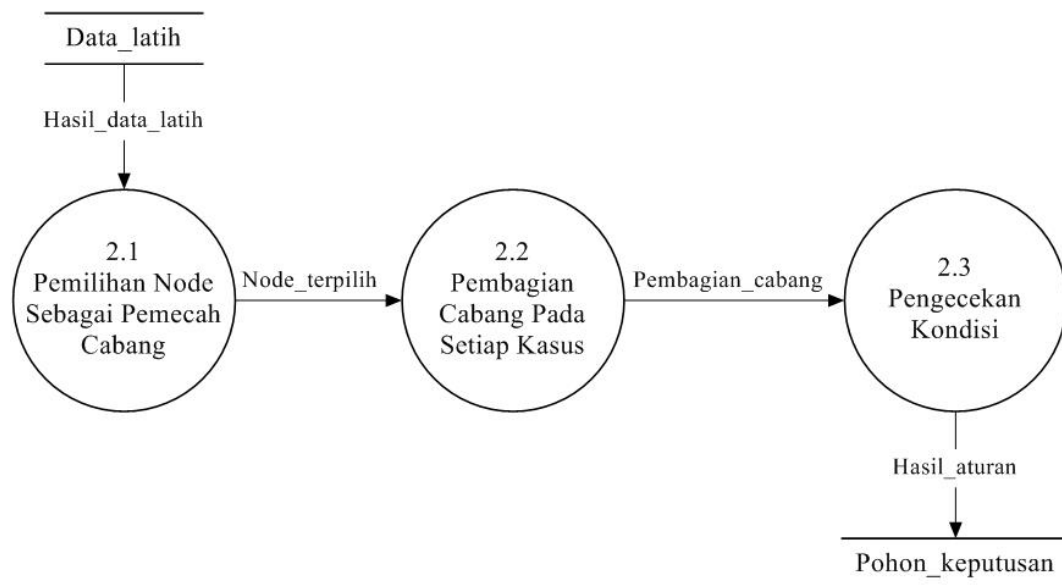 Data_latih
Hasil_data_latih
2.1
Pemilihan Node
Sebagai Pemecah
Cabang
Node_terpilih
2.2
Pembagian
Cabang Pada
Setiap Kasus
Pembagian_cabang
2.3
Pengecekan
Kondisi
Hasil_aturan
Pohon_keputusan